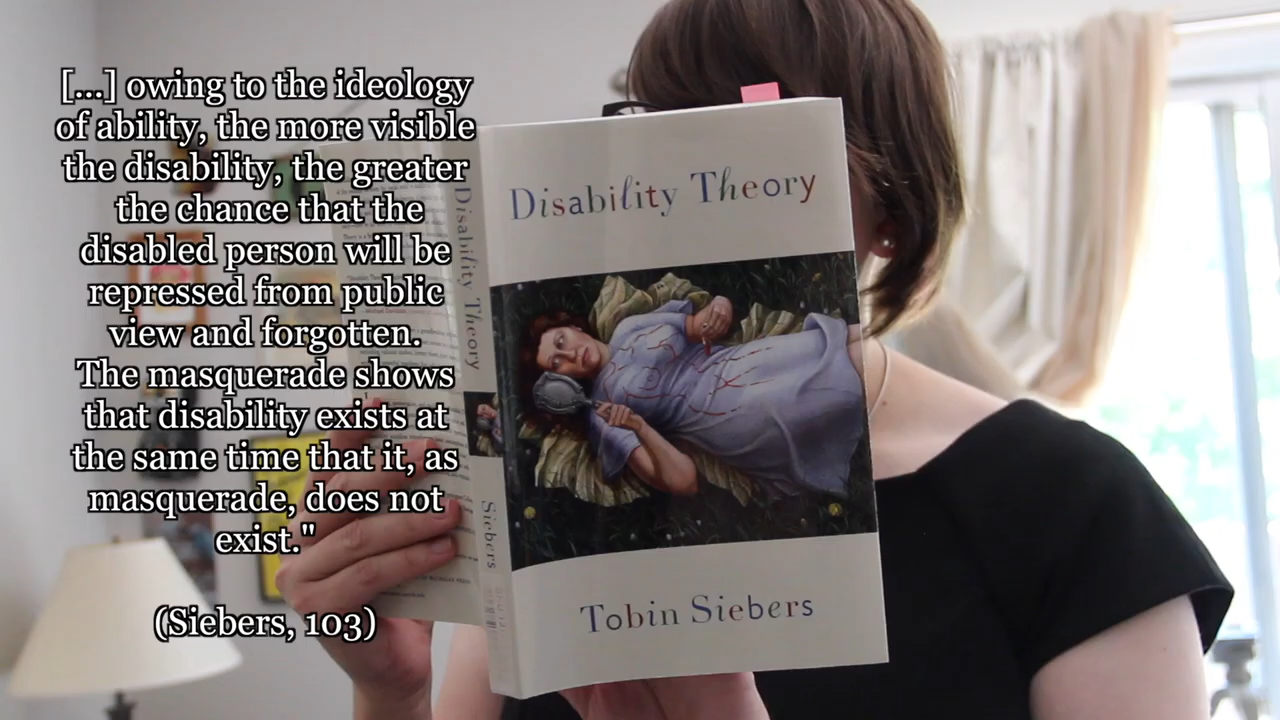 [...] owing to the ideology
of ability, the more visible
the disability, the greater
the chance that the
disabled person will be
repressed from public
view and forgotten.
The masquerade shows
that disability exists at
the same time that it, as
masquerade, does not
exist."
(Siebers, 103)
Disability Theory
Siebers
Disability Theory
Tobin Siebers